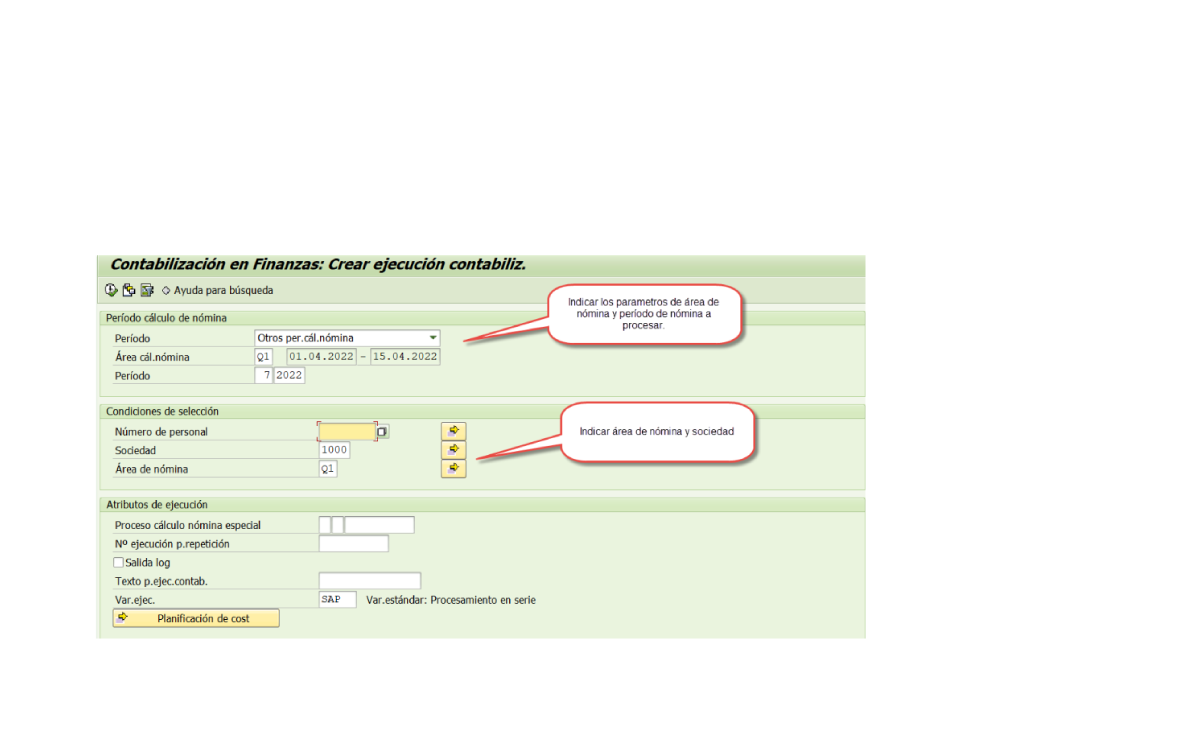 Contabilización en Finanzas: Crear ejecución contabiliz.
Ayuda para búsqueda
Indicar los parametros de área de
nómina y período de nómina a
procesar.
Período cálculo de nómina
Período Otros per.cál.nómina
Área cál.nómina Q1 01.04.2022 - 15.04.2022
Período 7 2022
Condiciones de selección
Número de personal
Indicar área de nómina y sociedad
Sociedad 1000
Área de nómina Q1
Atributos de ejecución
Proceso cálculo nómina especial
Nº ejecución p.repetición
Salida log
Texto p.ejec.contab.
Var.ejec. SAP Var.estándar: Procesamiento en serie
Planificación de cost